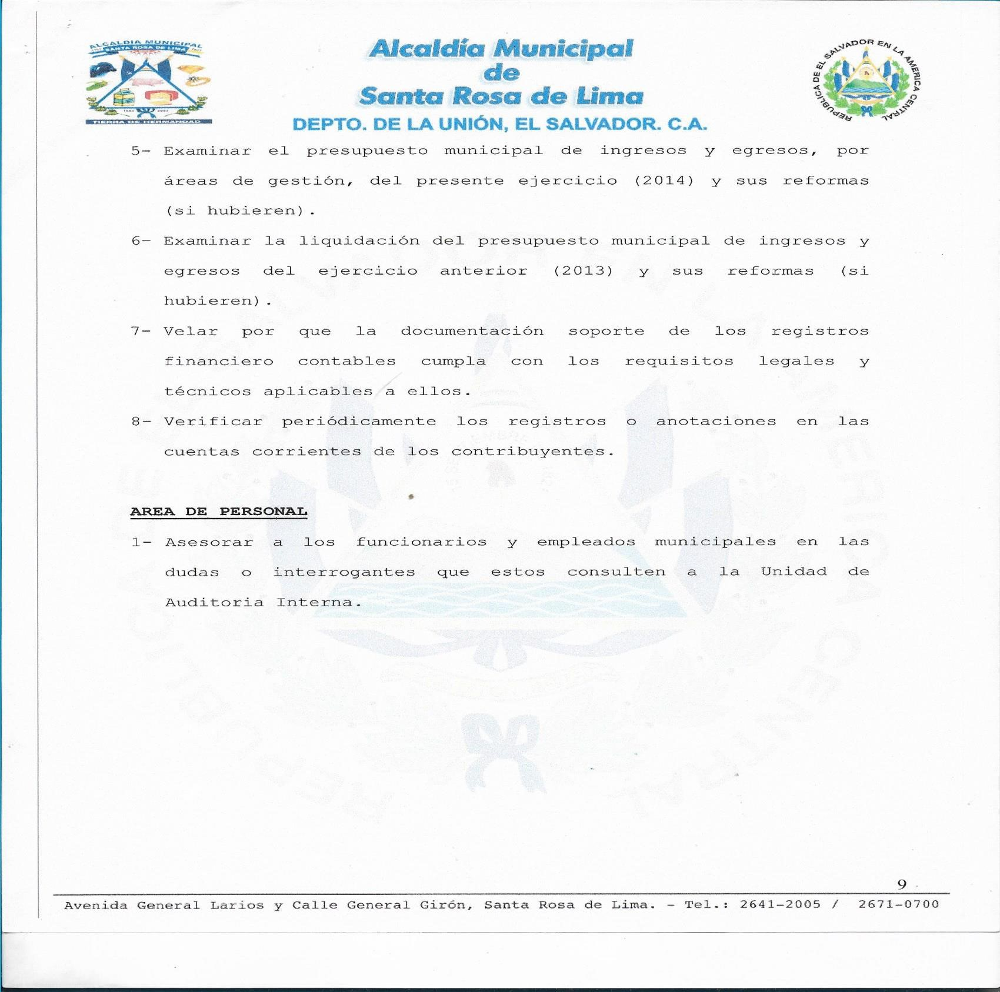 ALCALDIA MUNICIPAL
SANTA ROSA DE LIMA
TIERRA DE HERMANDAD
Alcaldía Municipal
de
Santa Rosa de Lima
DEPTO. DE LA UNIÓN, EL SALVADOR. C.A.
REPUBLICA DE EL SALVADOR EN LA AMERICA CENTRAL
5- Examinar el presupuesto municipal de ingresos y egresos, por
áreas de gestión, del presente ejercicio (2014) y sus reformas
(si hubieren).
6- Examinar la liquidación del presupuesto municipal de ingresos y
egresos del ejercicio anterior (2013) y sus reformas (si
hubieren).
7- Velar por que la documentación soporte de los registros
financiero contables cumpla con los requisitos legales y
técnicos aplicables a ellos.
8- Verificar periódicamente los registros o anotaciones en las
cuentas corrientes de los contribuyentes.
AREA DE PERSONAL
1- Asesorar a los funcionarios y empleados municipales en las
dudas o interrogantes que estos consulten a la Unidad de
Auditoria Interna.
9
Avenida General Larios y Calle General Girón, Santa Rosa de Lima. - Tel.: 2641-2005 / 2671-0700